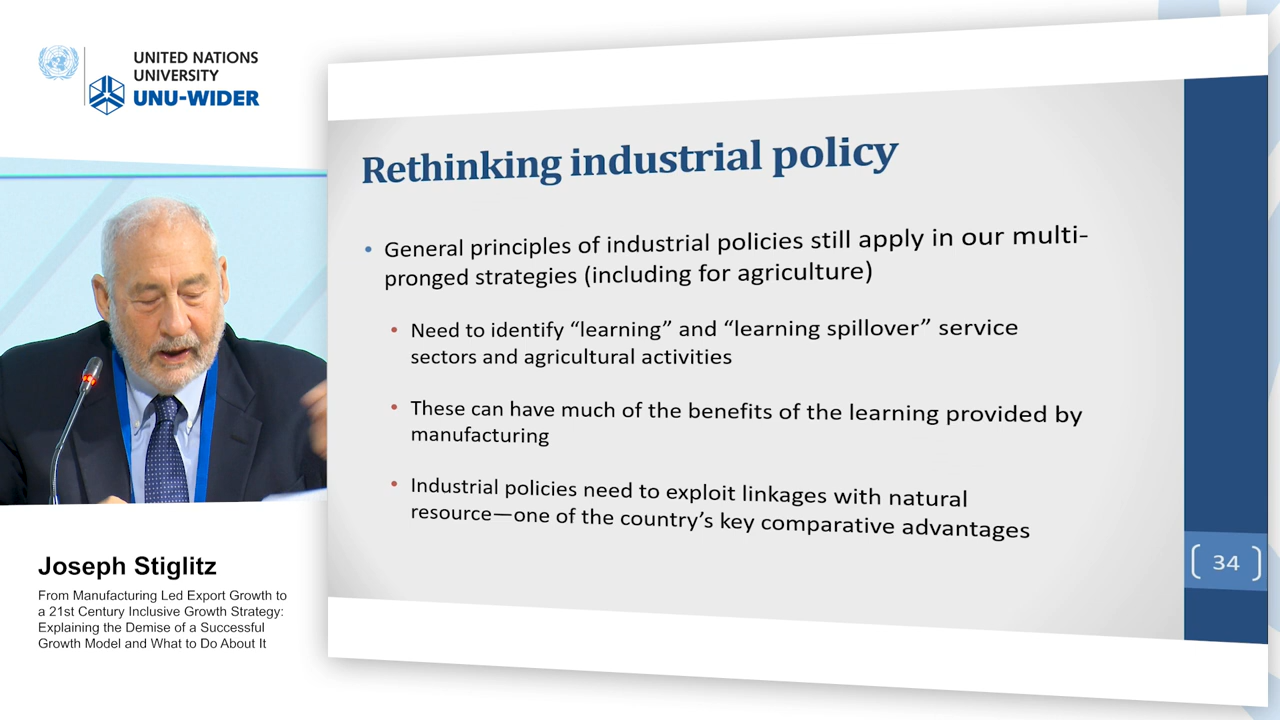 UNITED NATIONS
UNIVERSITY
UNU-WIDER
Rethinking industrial policy
• General principles of industrial policies still apply in our multi-
pronged strategies (including for agriculture)
• Need to identify “learning” and “learning spillover” service
sectors and agricultural activities
• These can have much of the benefits of the learning provided by
manufacturing
• Industrial policies need to exploit linkages with natural
resource—one of the country’s key comparative advantages
[ 34 ]
Joseph Stiglitz
From Manufacturing Led Export Growth to
a 21st Century Inclusive Growth Strategy:
Explaining the Demise of a Successful
Growth Model and What to Do About It